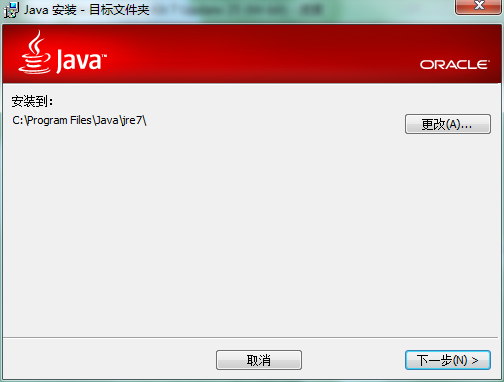 Java 安装 - 目标文件夹
Java™
ORACLE®
安装到：
C:\Program Files\Java\jre7\
更改(A)...
取消
下一步(N) >